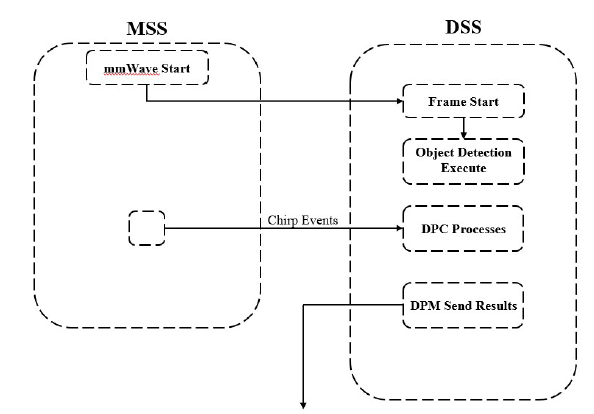 MSS
DSS
mmWave Start
Frame Start
Object Detection
Execute
Chirp Events
DPC Processes
DPM Send Results